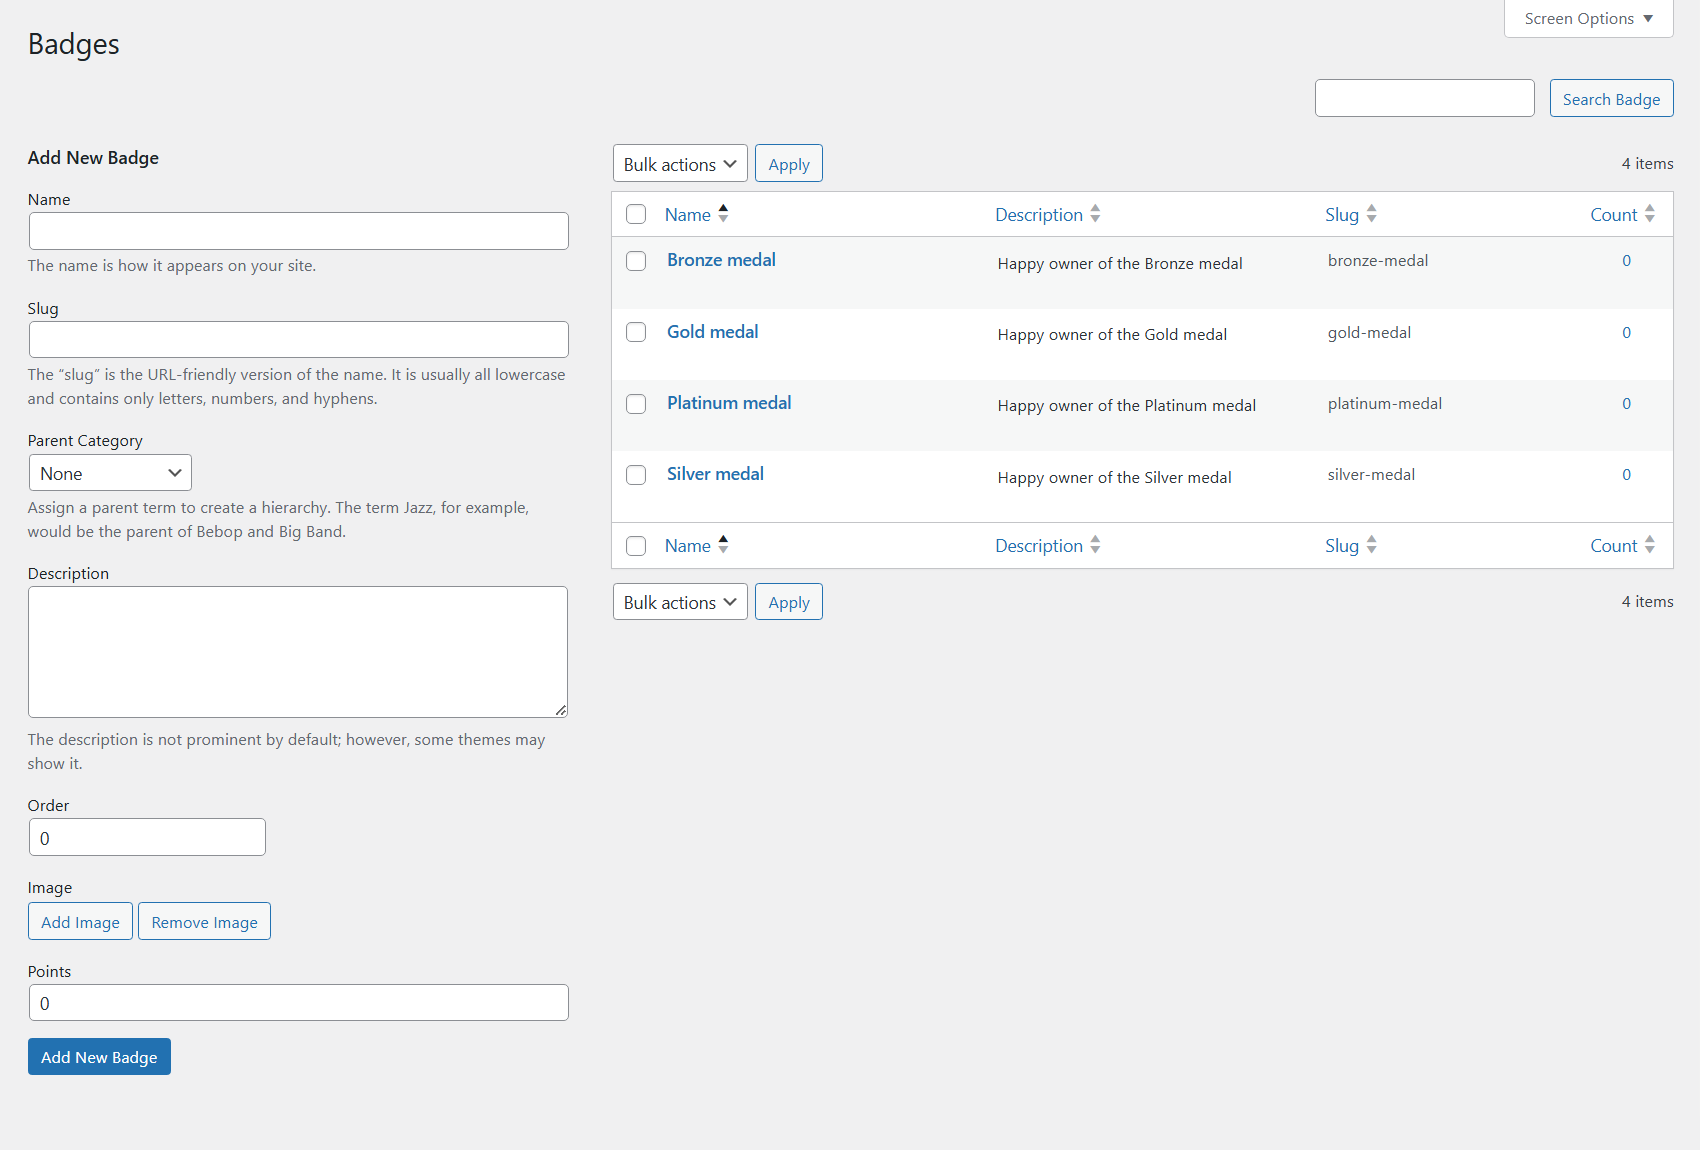 Screen Options
Badges
Search Badge
Add New Badge
Name
The name is how it appears on your site.
Slug
The “slug” is the URL-friendly version of the name. It is usually all lowercase
and contains only letters, numbers, and hyphens.
Parent Category
None
Assign a parent term to create a hierarchy. The term Jazz, for example,
would be the parent of Bebop and Big Band.
Description
The description is not prominent by default; however, some themes may
show it.
Order
0
Image
Add Image Remove Image
Points
0
Add New Badge
Bulk actions Apply 4 items
Name Description Slug Count
Bronze medal Happy owner of the Bronze medal bronze-medal 0
Gold medal Happy owner of the Gold medal gold-medal 0
Platinum medal Happy owner of the Platinum medal platinum-medal 0
Silver medal Happy owner of the Silver medal silver-medal 0
Name Description Slug Count
Bulk actions Apply 4 items